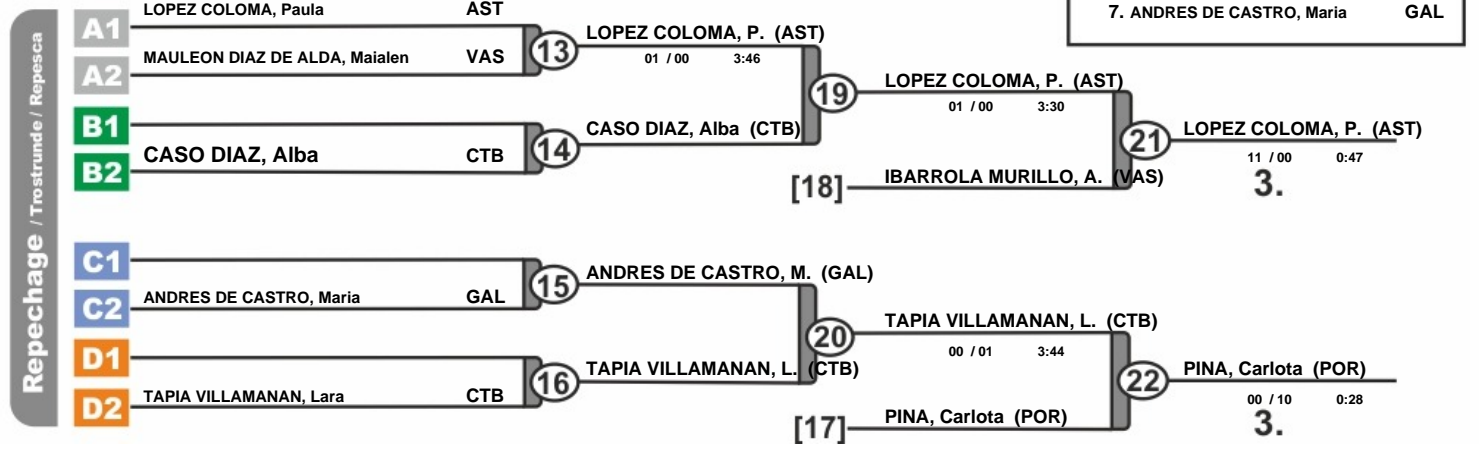 7. ANDRES DE CASTRO, Maria GAL
Repechage / Trostrunde / Repesca
A1 LOPEZ COLOMA, Paula AST
A2 MAULEON DIAZ DE ALDA, Maialen VAS
13 LOPEZ COLOMA, P. (AST)
01 / 00 3:46
B1
B2 CASO DIAZ, Alba CTB
14 CASO DIAZ, Alba (CTB)
19 LOPEZ COLOMA, P. (AST)
01 / 00 3:30
[18] IBARROLA MURILLO, A. (VAS)
21 LOPEZ COLOMA, P. (AST)
11 / 00 0:47
3.
C1
C2 ANDRES DE CASTRO, Maria GAL
15 ANDRES DE CASTRO, M. (GAL)
D1
D2 TAPIA VILLAMANAN, Lara CTB
16 TAPIA VILLAMANAN, L. (CTB)
20 TAPIA VILLAMANAN, L. (CTB)
00 / 01 3:44
[17] PINA, Carlota (POR)
22 PINA, Carlota (POR)
00 / 10 0:28
3.